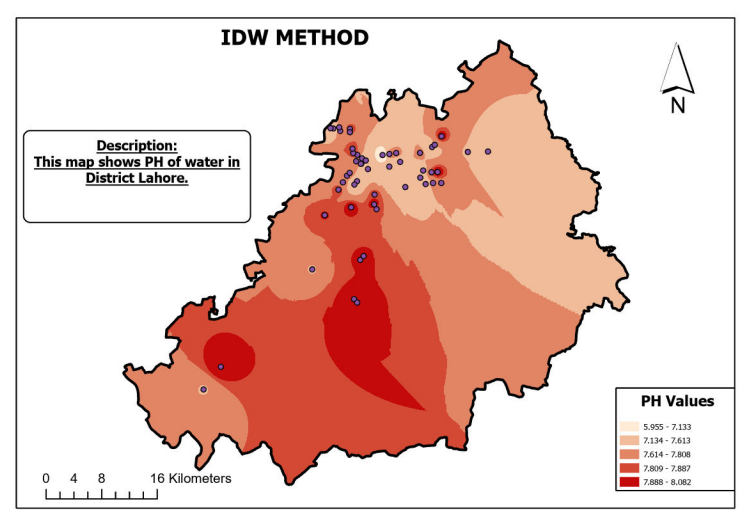 IDW METHOD
N
Description:
This map shows PH of water in
District Lahore.
PH Values
5.955 - 7.133
7.134 - 7.613
7.614 - 7.808
7.809 - 7.887
7.888 - 8.082
0 4 8 16 Kilometers